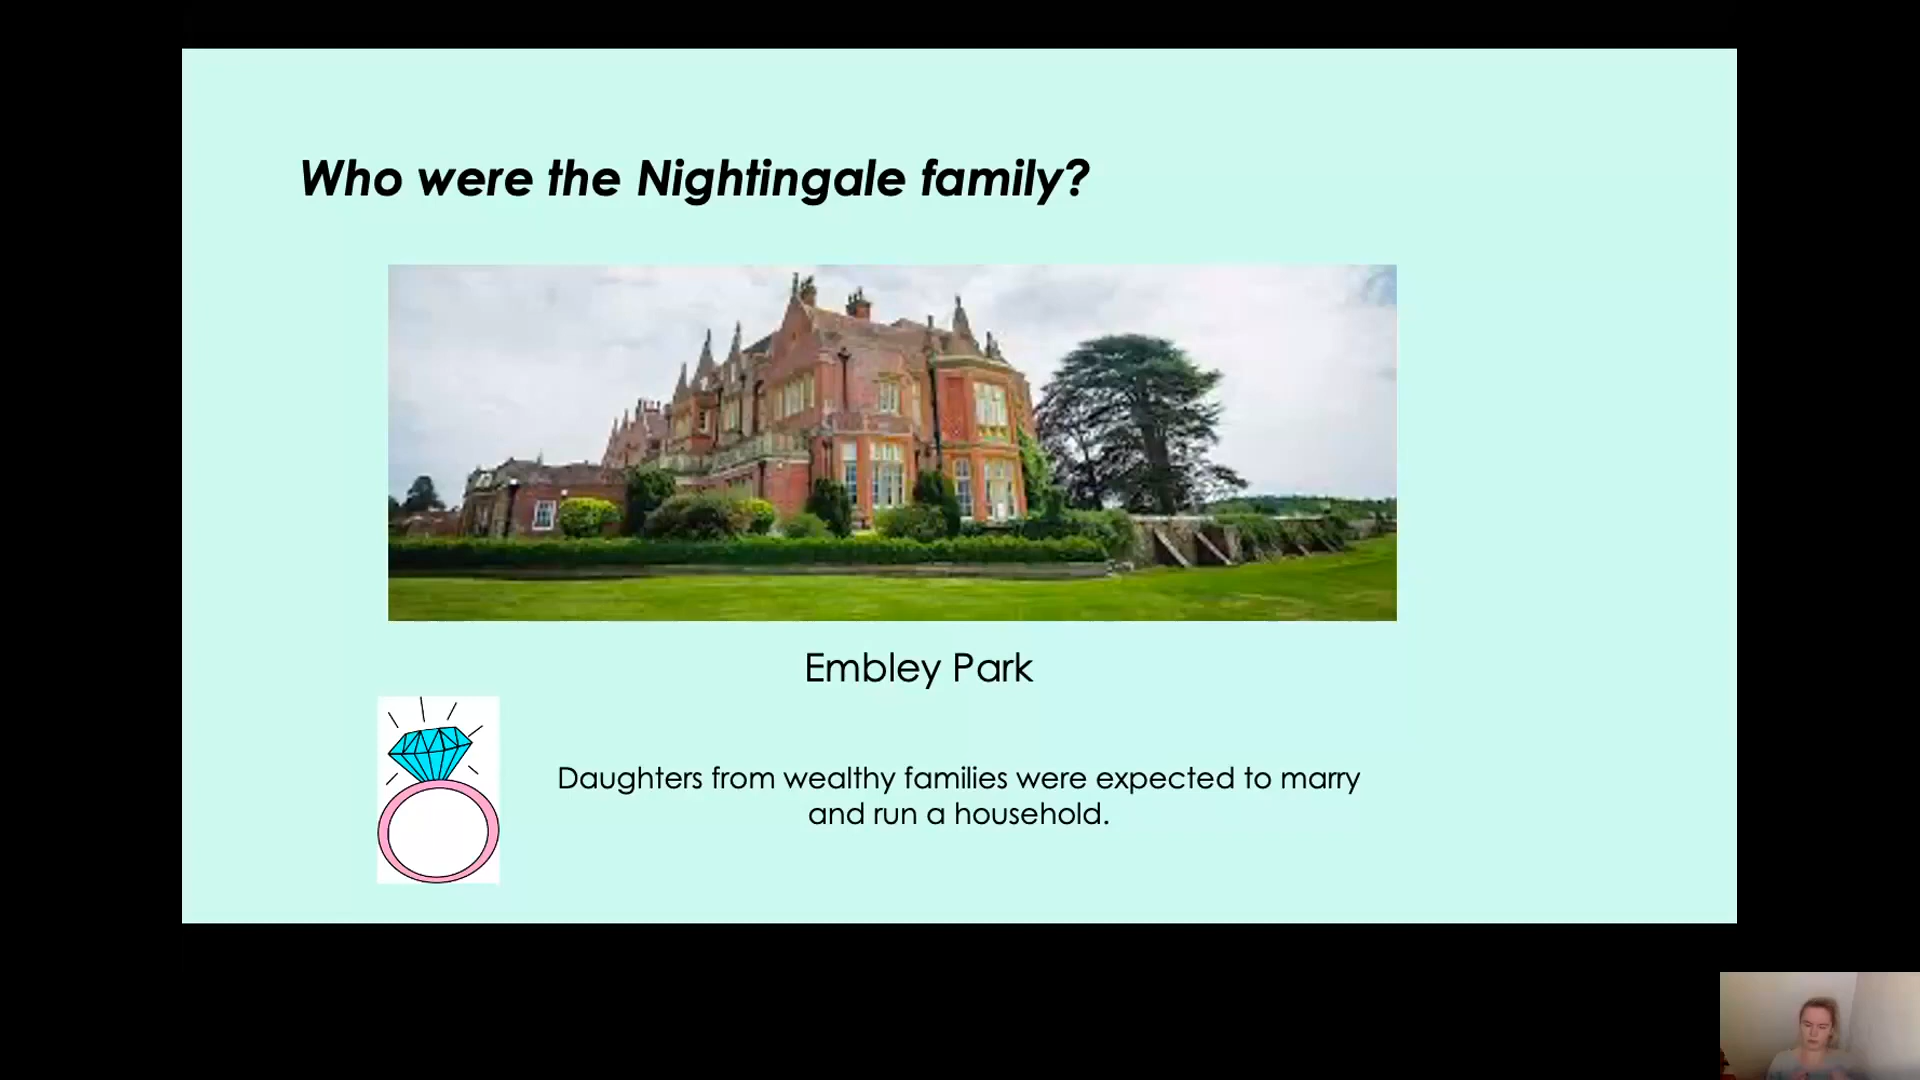 Who were the Nightingale family?
Embley Park
Daughters from wealthy families were expected to marry
and run a household.